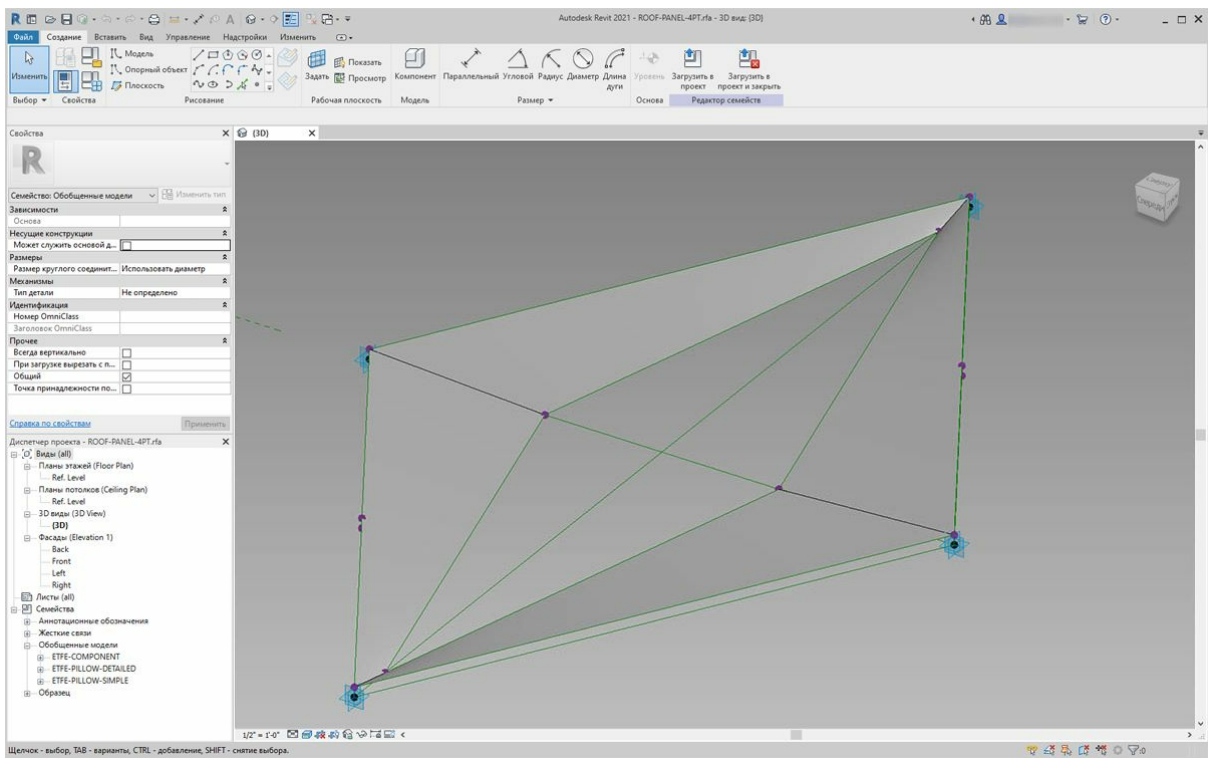 Autodesk Revit 2021 - ROOF-PANEL-4PT.rfa - 3D вид: {3D}
Файл Создание Вставить Вид Управление Надстройки Изменить
Изменить
Модель
Опорный объект
Плоскость
Задать
Показать
Просмотр
Компонент
Параллельный Угловой Радиус Диаметр Длина дуги
Уровень
Загрузить в проект
Загрузить в проект и закрыть
Выбор Свойства Рисование Рабочая плоскость Модель Размер Основа Редактор семейств
Свойства
{3D}
Семейство: Обобщенные модели
Изменить тип
Зависимости
Основа
Несущие конструкции
Может служить основой д...
Размеры
Размер круглого соединит... Использовать диаметр
Механизмы
Тип детали Не определено
Идентификация
Номер OmniClass
Заголовок OmniClass
Прочее
Всегда вертикально
При загрузке вырезать с п...
Общий
Точка принадлежности по...
Справка по свойствам
Применить
Диспетчер проекта - ROOF-PANEL-4PT.rfa
Виды (all)
Планы этажей (Floor Plan)
Ref. Level
Планы потолков (Ceiling Plan)
Ref. Level
3D виды (3D View)
{3D}
Фасады (Elevation 1)
Back
Front
Left
Right
Листы (all)
Семейства
Аннотационные обозначения
Жесткие связи
Обобщенные модели
ETFE-COMPONENT
ETFE-PILLOW-DETAILED
ETFE-PILLOW-SIMPLE
Образец
1/2" = 1'-0"
Щелчок - выбор, TAB - варианты, CTRL - добавление, SHIFT - снятие выбора.
:0